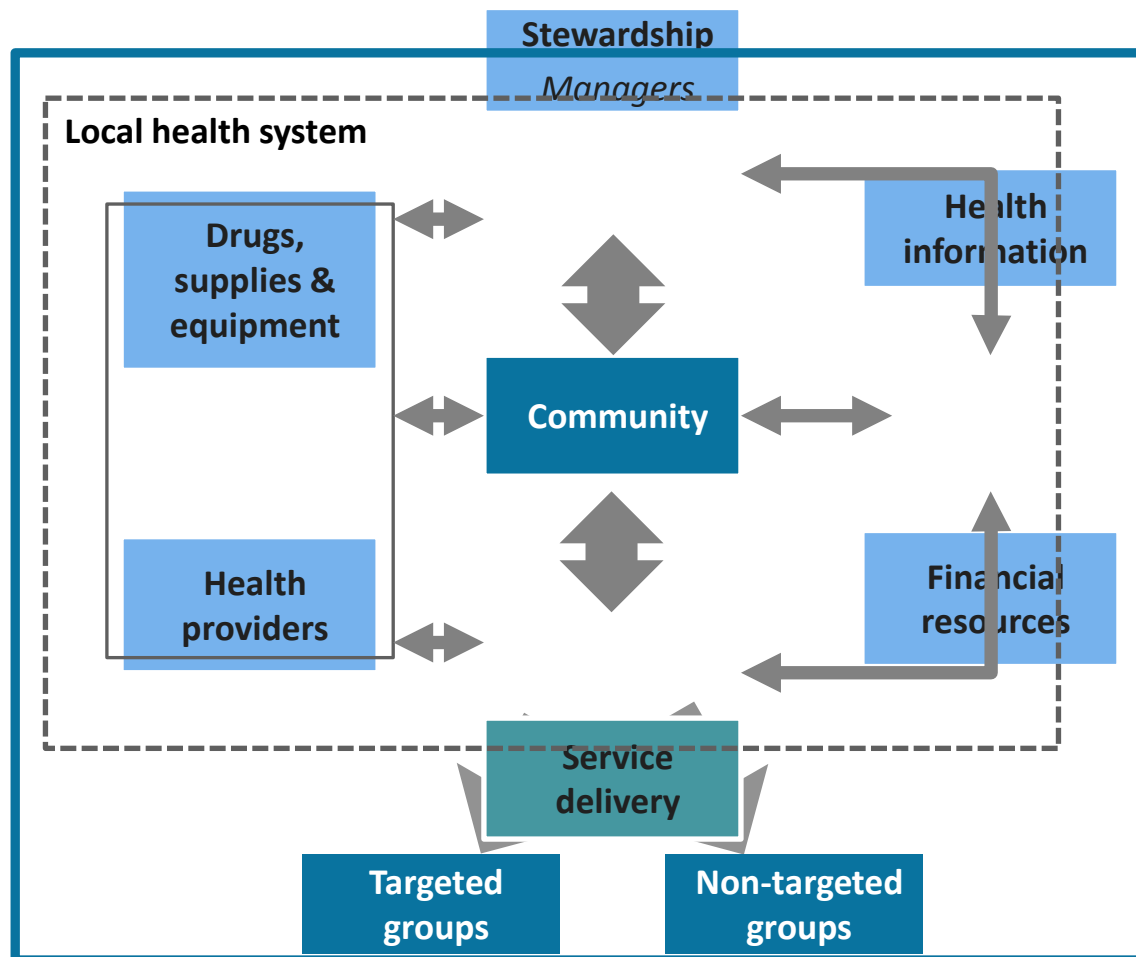 Stewardship
Managers
Local health system
Drugs,
supplies &
equipment
Health
information
Community
Health
providers
Financial
resources
Service
delivery
Targeted
groups
Non-targeted
groups